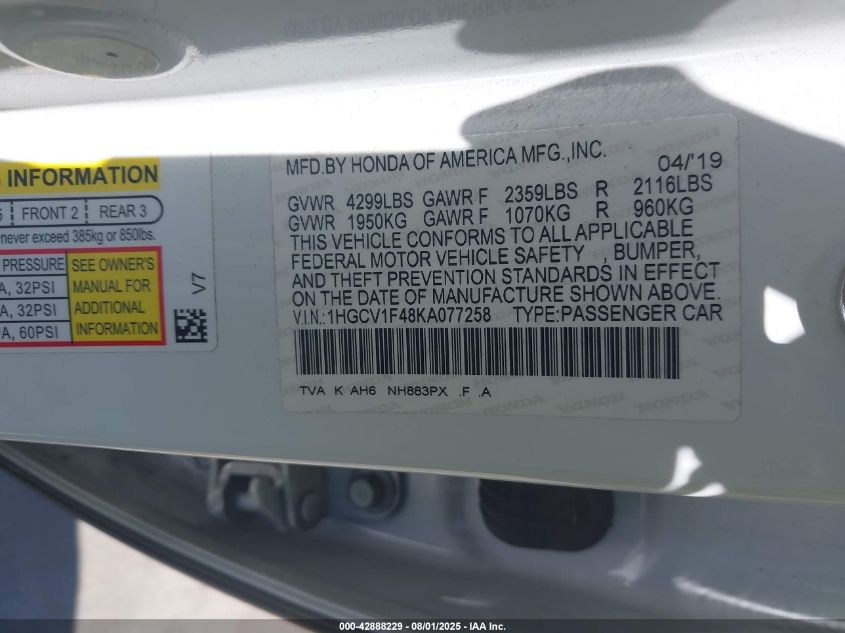 MFD.BY HONDA OF AMERICA MFG.,INC. 04/'19
GVWR 4299LBS GAWR F 2359LBS R 2116LBS
GVWR 1950KG GAWR F 1070KG R 960KG
THIS VEHICLE CONFORMS TO ALL APPLICABLE
FEDERAL MOTOR VEHICLE SAFETY , BUMPER,
AND THEFT PREVENTION STANDARDS IN EFFECT
ON THE DATE OF MANUFACTURE SHOWN ABOVE.
V.I.N.:1HGCV1F48KA077258 TYPE:PASSENGER CAR
TVA K AH6 NH883PX .F .A
INFORMATION
FRONT 2 REAR 3
never exceed 385kg or 850lbs.
PRESSURE
32PSI
32PSI
60PSI
SEE OWNER'S
MANUAL FOR
ADDITIONAL
INFORMATION
V7
000-42888229 - 08/01/2025 - IAA Inc.